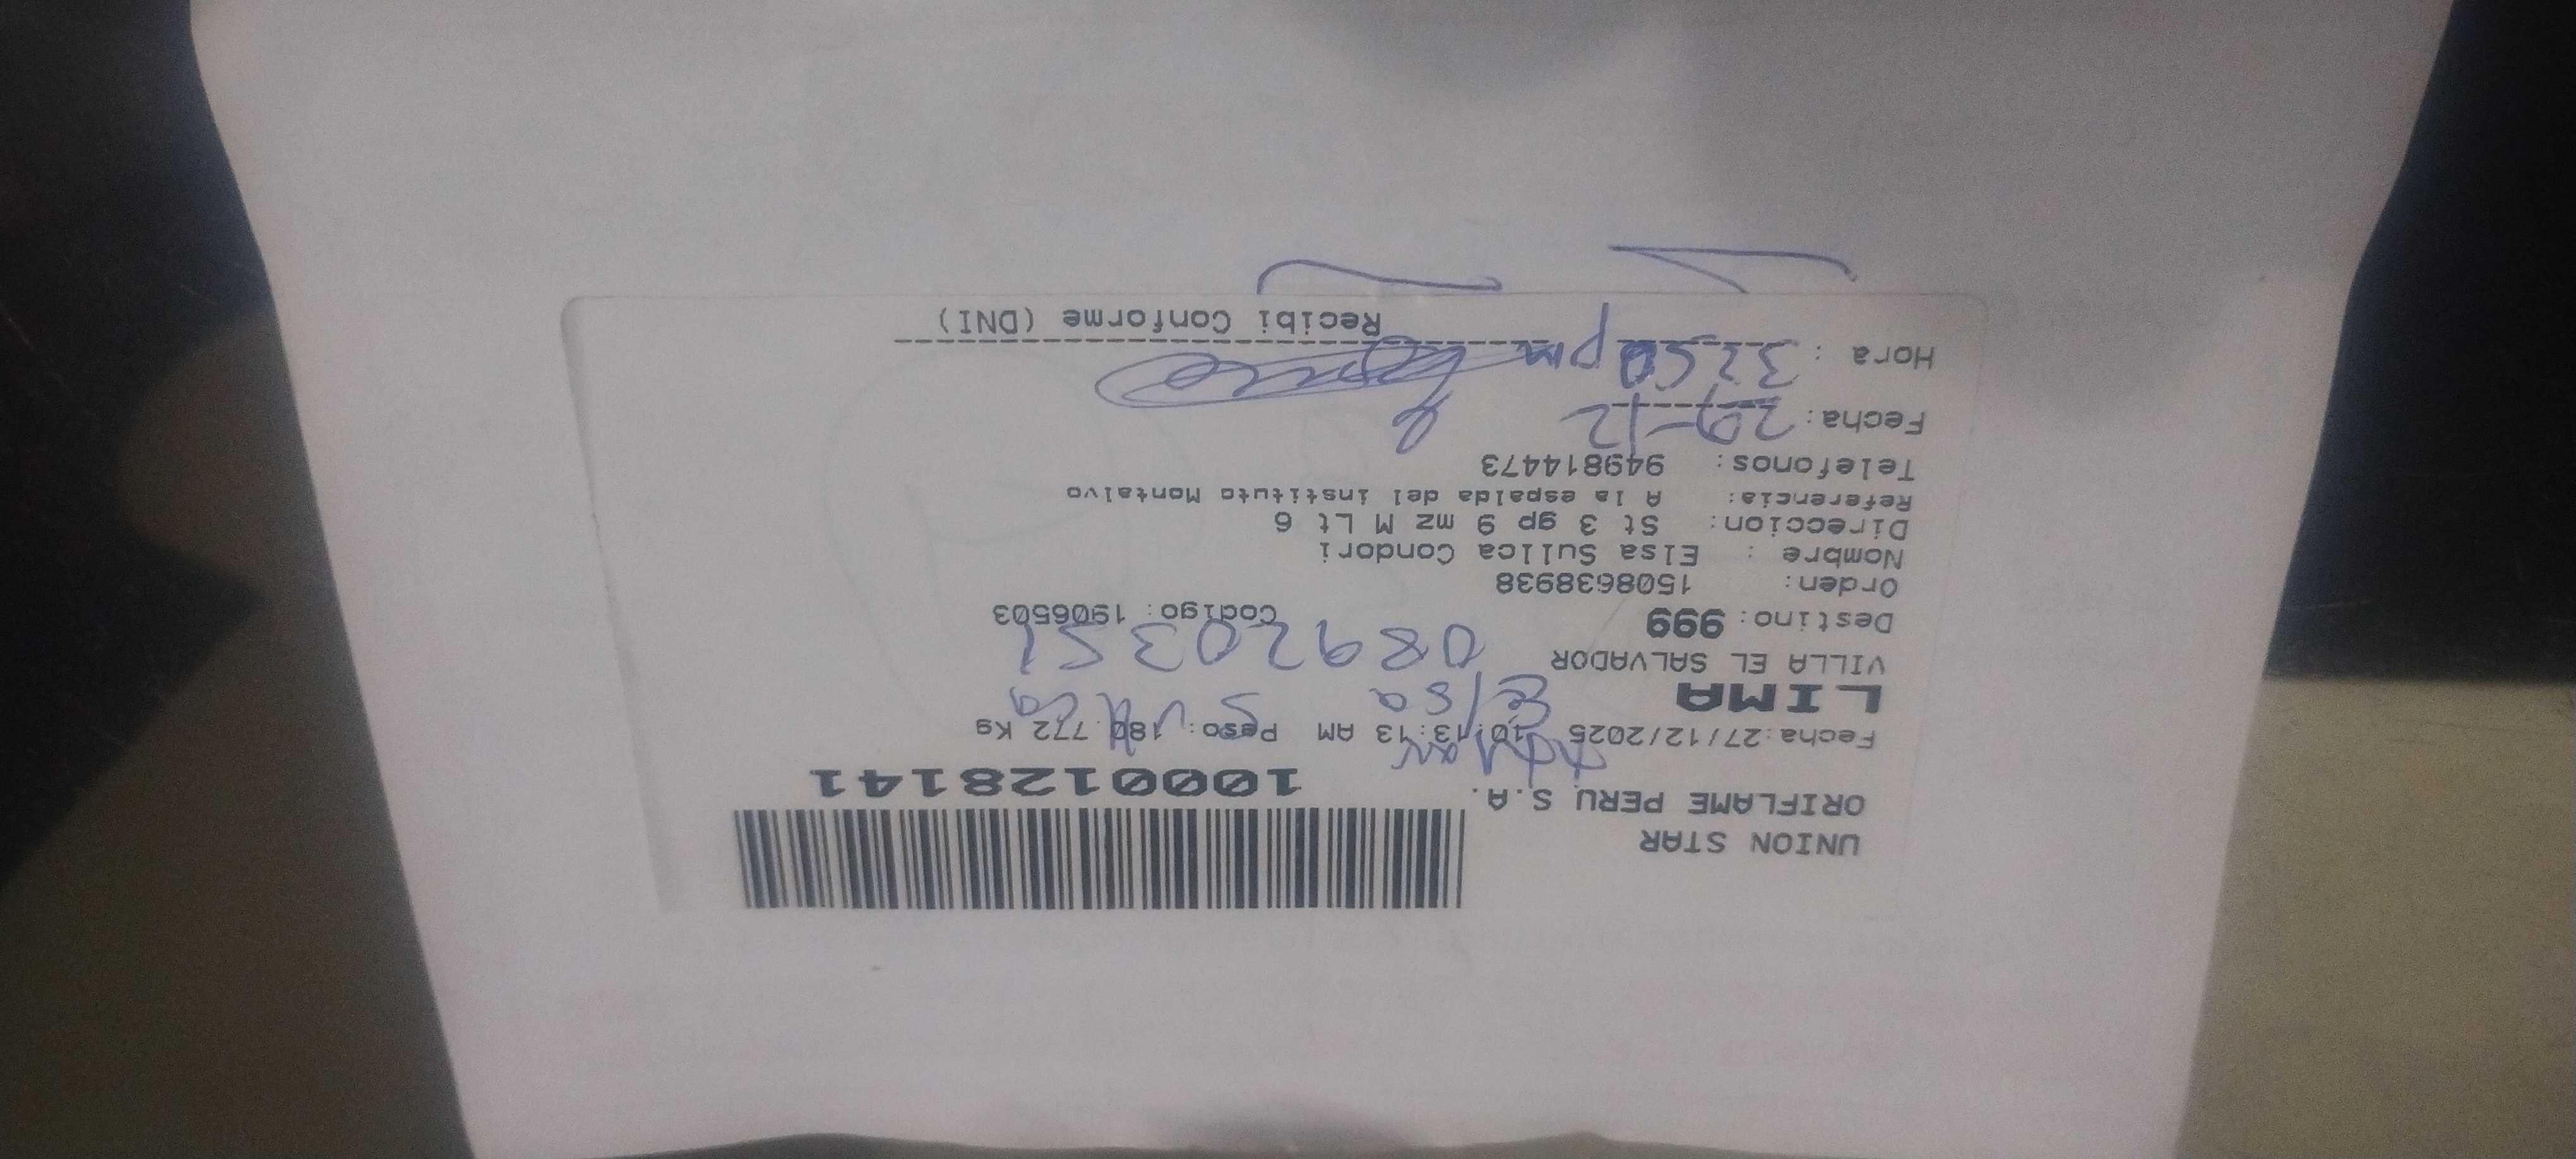 UNION STAR
ORIFLAME PERU S.A.
1000128141
Fecha:27/12/2025 10:13:13 AM Peso: 180.772 Kg
LIMA
Elsa Sullca
VILLA EL SALVADOR
08920351
Destino: 999 Codigo: 1906503
Orden: 1508638938
Nombre : Elsa Sullca Condori
Direccion: St 3 gp 9 mz M Lt 6
Referencia: A la espalda del instituto Montalvo
Telefonos: 949814473
Fecha: 29-12
Hora : 3:50 pm
Recibi Conforme (DNI)